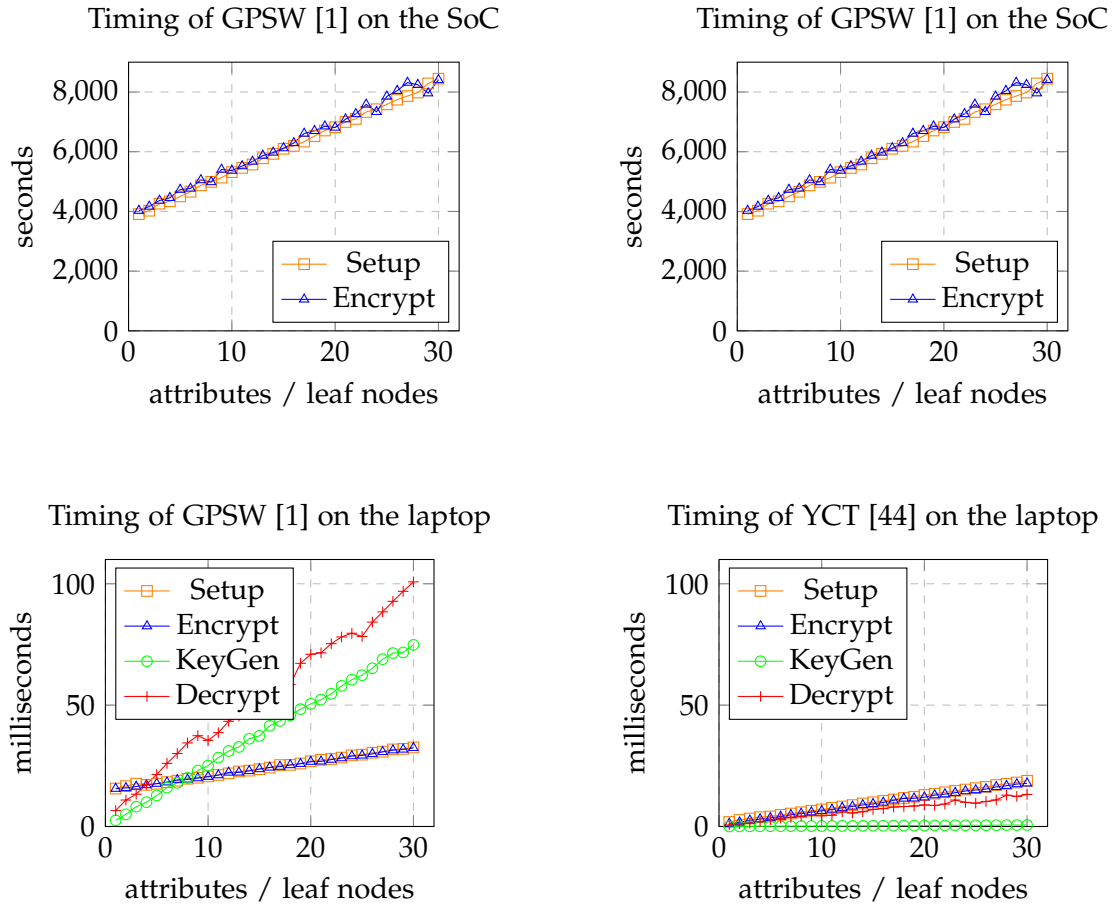 Timing of GPSW [1] on the SoC
seconds
8,000
6,000
4,000
2,000
0
0 10 20 30
Setup
Encrypt
attributes / leaf nodes
Timing of GPSW [1] on the SoC
seconds
8,000
6,000
4,000
2,000
0
0 10 20 30
Setup
Encrypt
attributes / leaf nodes
Timing of GPSW [1] on the laptop
milliseconds
100
50
0
0 10 20 30
Setup
Encrypt
KeyGen
Decrypt
attributes / leaf nodes
Timing of YCT [44] on the laptop
milliseconds
100
50
0
0 10 20 30
Setup
Encrypt
KeyGen
Decrypt
attributes / leaf nodes